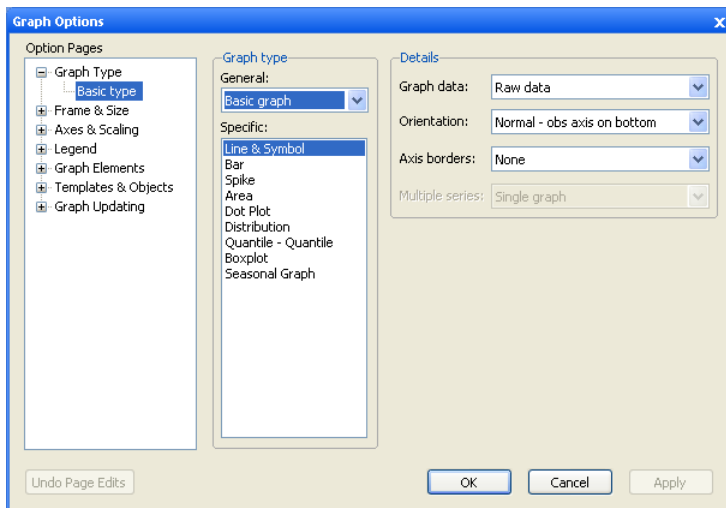 Graph Options
x
Option Pages
Graph Type
Basic type
Frame & Size
Axes & Scaling
Legend
Graph Elements
Templates & Objects
Graph Updating
Graph type
General:
Basic graph
Specific:
Line & Symbol
Bar
Spike
Area
Dot Plot
Distribution
Quantile - Quantile
Boxplot
Seasonal Graph
Details
Graph data: Raw data
Orientation: Normal - obs axis on bottom
Axis borders: None
Multiple series: Single graph
Undo Page Edits
OK
Cancel
Apply